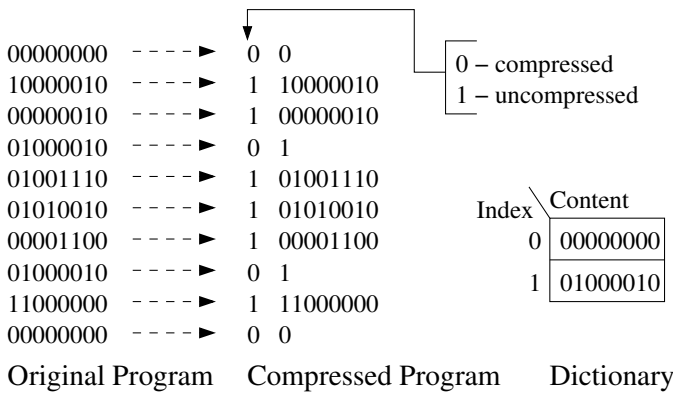 0 – compressed
1 – uncompressed
00000000 0 0
10000010 1 10000010
00000010 1 00000010
01000010 0 1
01001110 1 01001110
01010010 1 01010010
00001100 1 00001100
01000010 0 1
11000000 1 11000000
00000000 0 0
Index Content
0 00000000
1 01000010
Original Program Compressed Program Dictionary